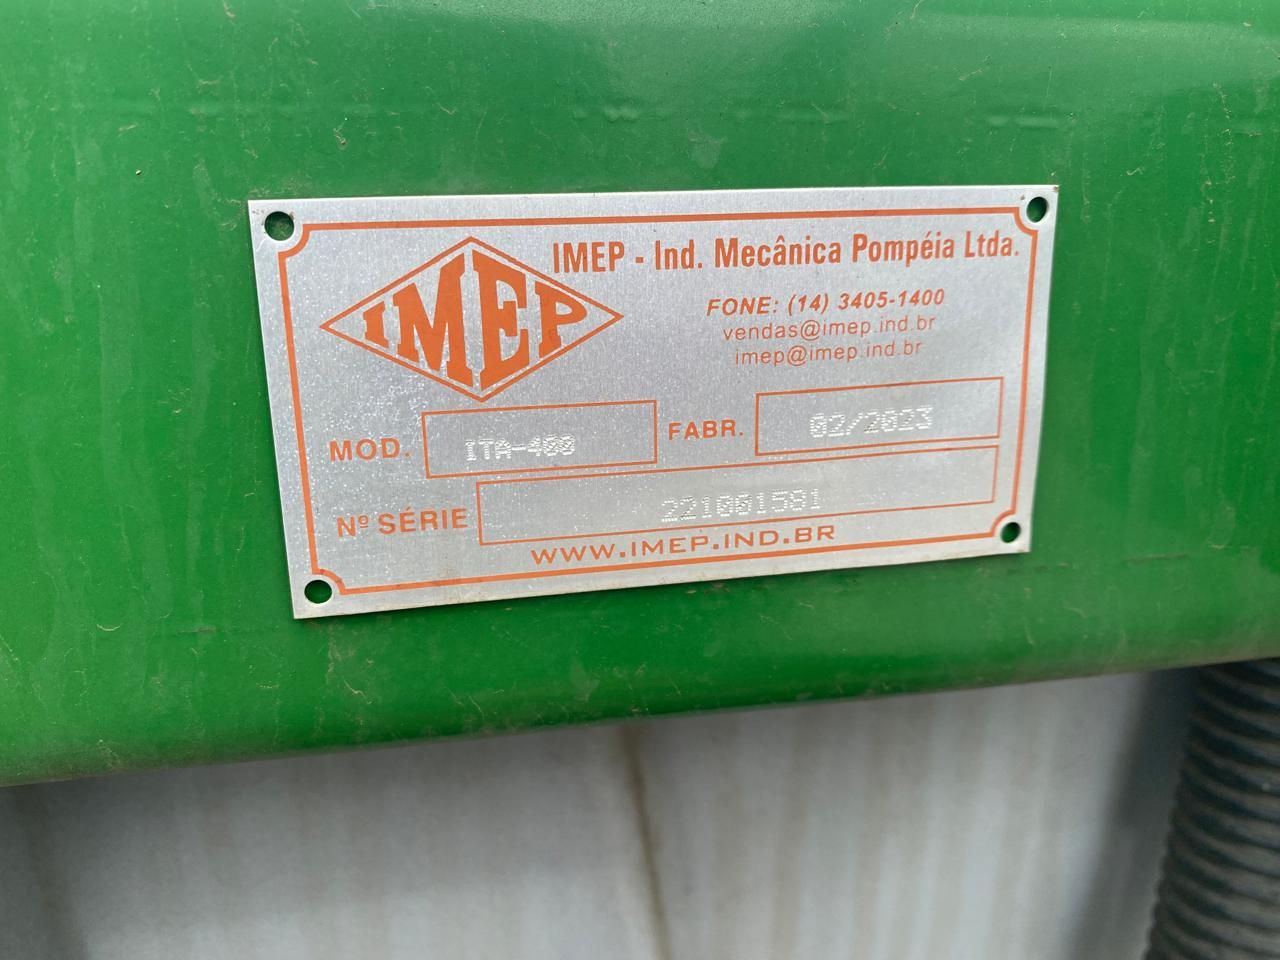 IMEP
IMEP - Ind. Mecânica Pompéia Ltda.
FONE: (14) 3405-1400
vendas@imep.ind.br
imep@imep.ind.br
MOD. ITA-400 FABR. 02/2023
Nº SÉRIE 221001581
WWW.IMEP.IND.BR